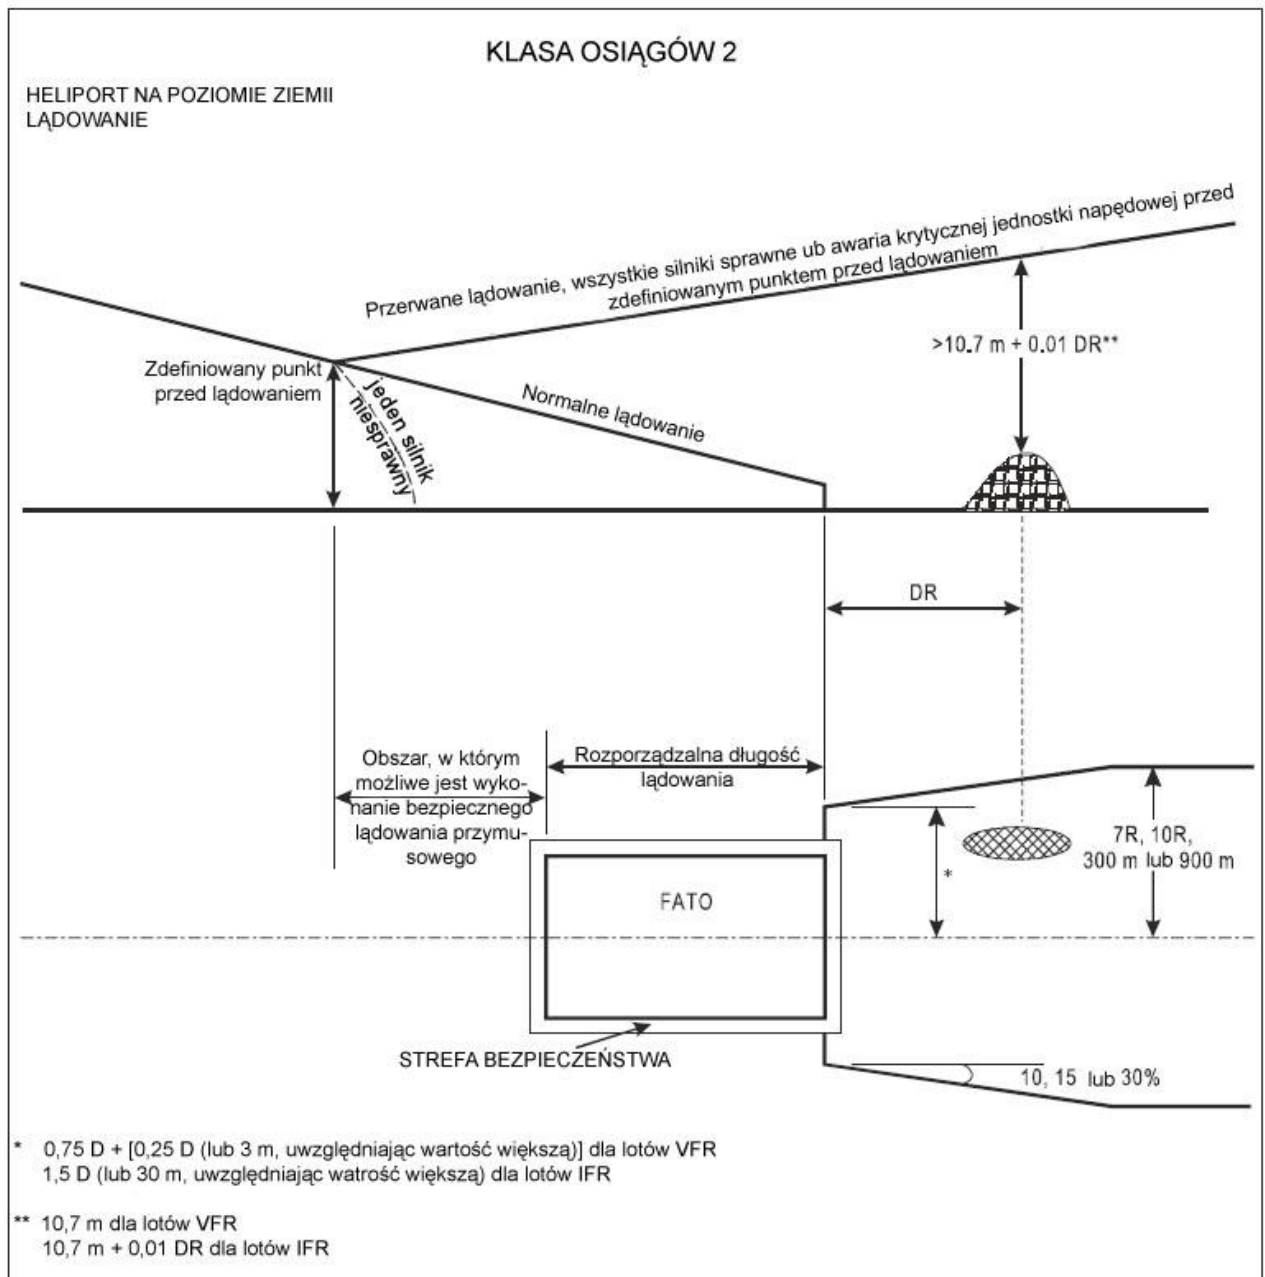 KLASA OSIĄGÓW 2
HELIPORT NA POZIOMIE ZIEMII
LĄDOWANIE
Przerwane lądowanie, wszystkie silniki sprawne ub awaria krytycznej jednostki napędowej przed
zdefiniowanym punktem przed lądowaniem
>10.7 m + 0.01 DR**
Zdefiniowany punkt
przed lądowaniem
jeden silnik
niesprawny
Normalne lądowanie
DR
Obszar, w którym
możliwe jest wyko-
nanie bezpiecznego
lądowania przymu-
sowego
Rozporządzalna długość
lądowania
7R, 10R,
300 m lub 900 m
*
FATO
STREFA BEZPIECZEŃSTWA
10, 15 lub 30%
* 0,75 D + [0,25 D (lub 3 m, uwzględniając wartość większą)] dla lotów VFR
1,5 D (lub 30 m, uwzględniając watrość większą) dla lotów IFR
** 10,7 m dla lotów VFR
10,7 m + 0,01 DR dla lotów IFR